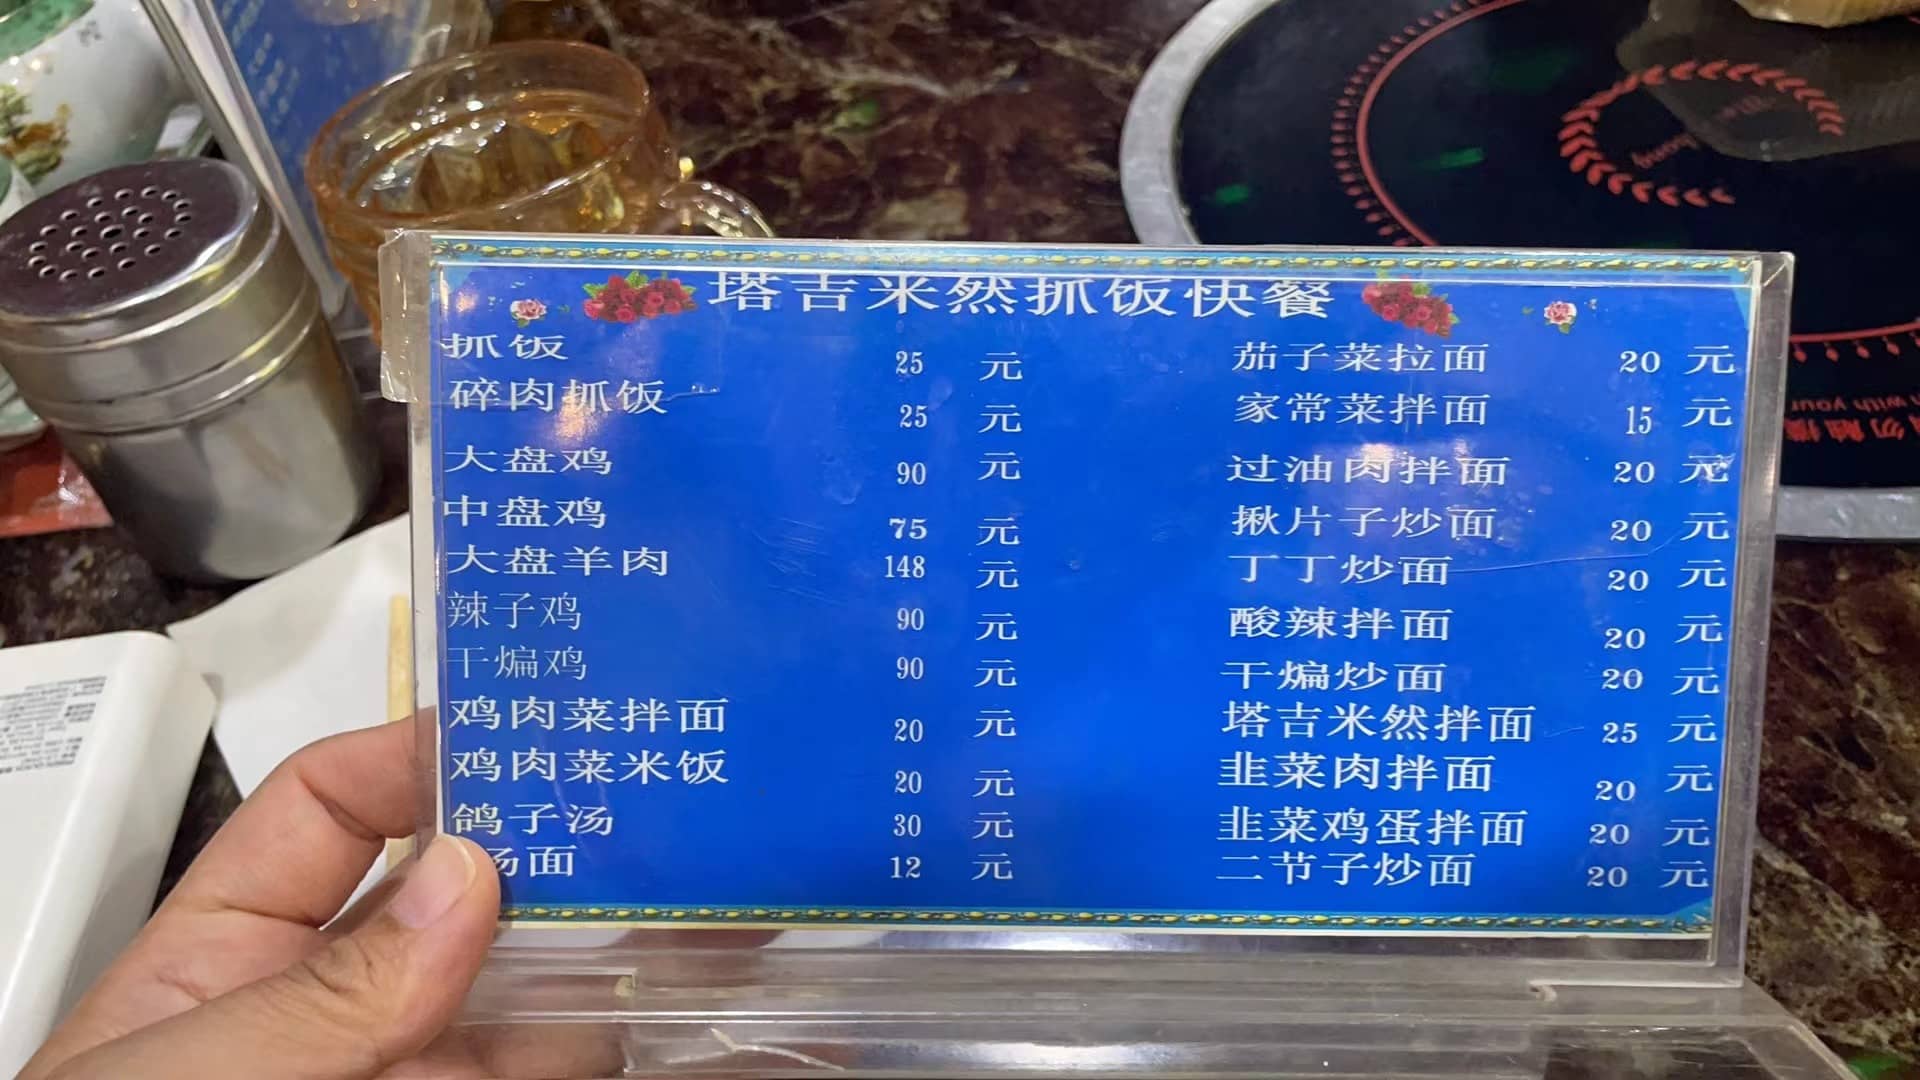 塔吉米然抓饭快餐
抓饭 25 元
碎肉抓饭 25 元
大盘鸡 90 元
中盘鸡 75 元
大盘羊肉 148 元
辣子鸡 90 元
干煸鸡 90 元
鸡肉菜拌面 20 元
鸡肉菜米饭 20 元
鸽子汤 30 元
汤面 12 元
茄子菜拉面 20 元
家常菜拌面 15 元
过油肉拌面 20 元
揪片子炒面 20 元
丁丁炒面 20 元
酸辣拌面 20 元
干煸炒面 20 元
塔吉米然拌面 25 元
韭菜肉拌面 20 元
韭菜鸡蛋拌面 20 元
二节子炒面 20 元
with your
勿触摸